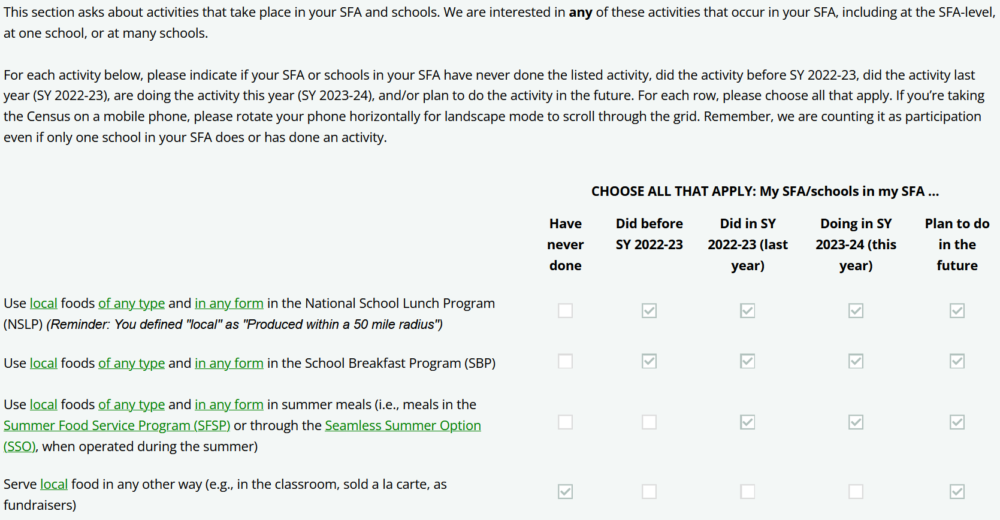 This section asks about activities that take place in your SFA and schools. We are interested in any of these activities that occur in your SFA, including at the SFA-level,
at one school, or at many schools.
For each activity below, please indicate if your SFA or schools in your SFA have never done the listed activity, did the activity before SY 2022-23, did the activity last
year (SY 2022-23), are doing the activity this year (SY 2023-24), and/or plan to do the activity in the future. For each row, please choose all that apply. If you’re taking
the Census on a mobile phone, please rotate your phone horizontally for landscape mode to scroll through the grid. Remember, we are counting it as participation
even if only one school in your SFA does or has done an activity.
CHOOSE ALL THAT APPLY: My SFA/schools in my SFA ...
Have
never
done
Did before
SY 2022-23
Did in SY
2022-23 (last
year)
Doing in SY
2023-24 (this
year)
Plan to do
in the
future
Use local foods of any type and in any form in the National School Lunch Program
(NSLP) (Reminder: You defined "local" as "Produced within a 50 mile radius")
Use local foods of any type and in any form in the School Breakfast Program (SBP)
Use local foods of any type and in any form in summer meals (i.e., meals in the
Summer Food Service Program (SFSP) or through the Seamless Summer Option
(SSO), when operated during the summer)
Serve local food in any other way (e.g., in the classroom, sold a la carte, as
fundraisers)